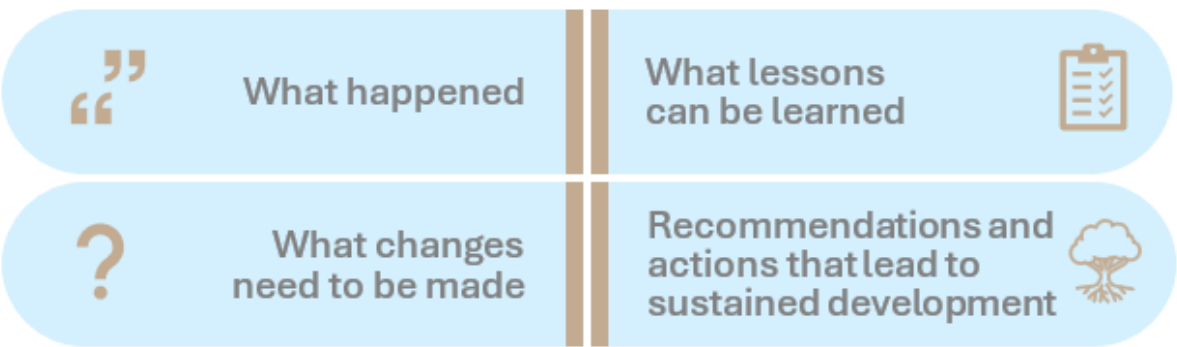 What happened
What lessons
can be learned
What changes
need to be made
Recommendations and
actions that lead to
sustained development